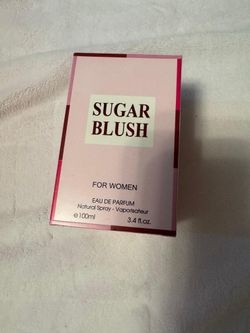 SUGAR
BLUSH
FOR WOMEN
EAU DE PARFUM
Natural Spray - Vaporisateur
e100ml 3.4 fl.oz.